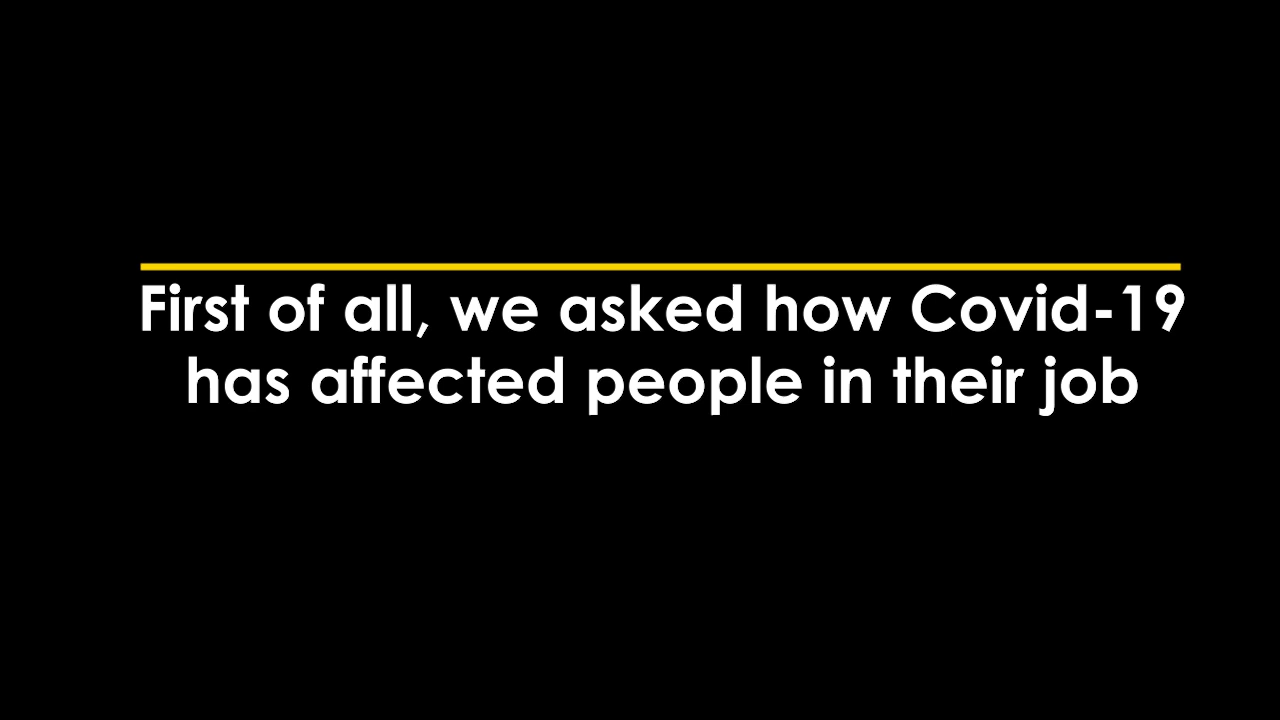 First of all, we asked how Covid-19
has affected people in their job